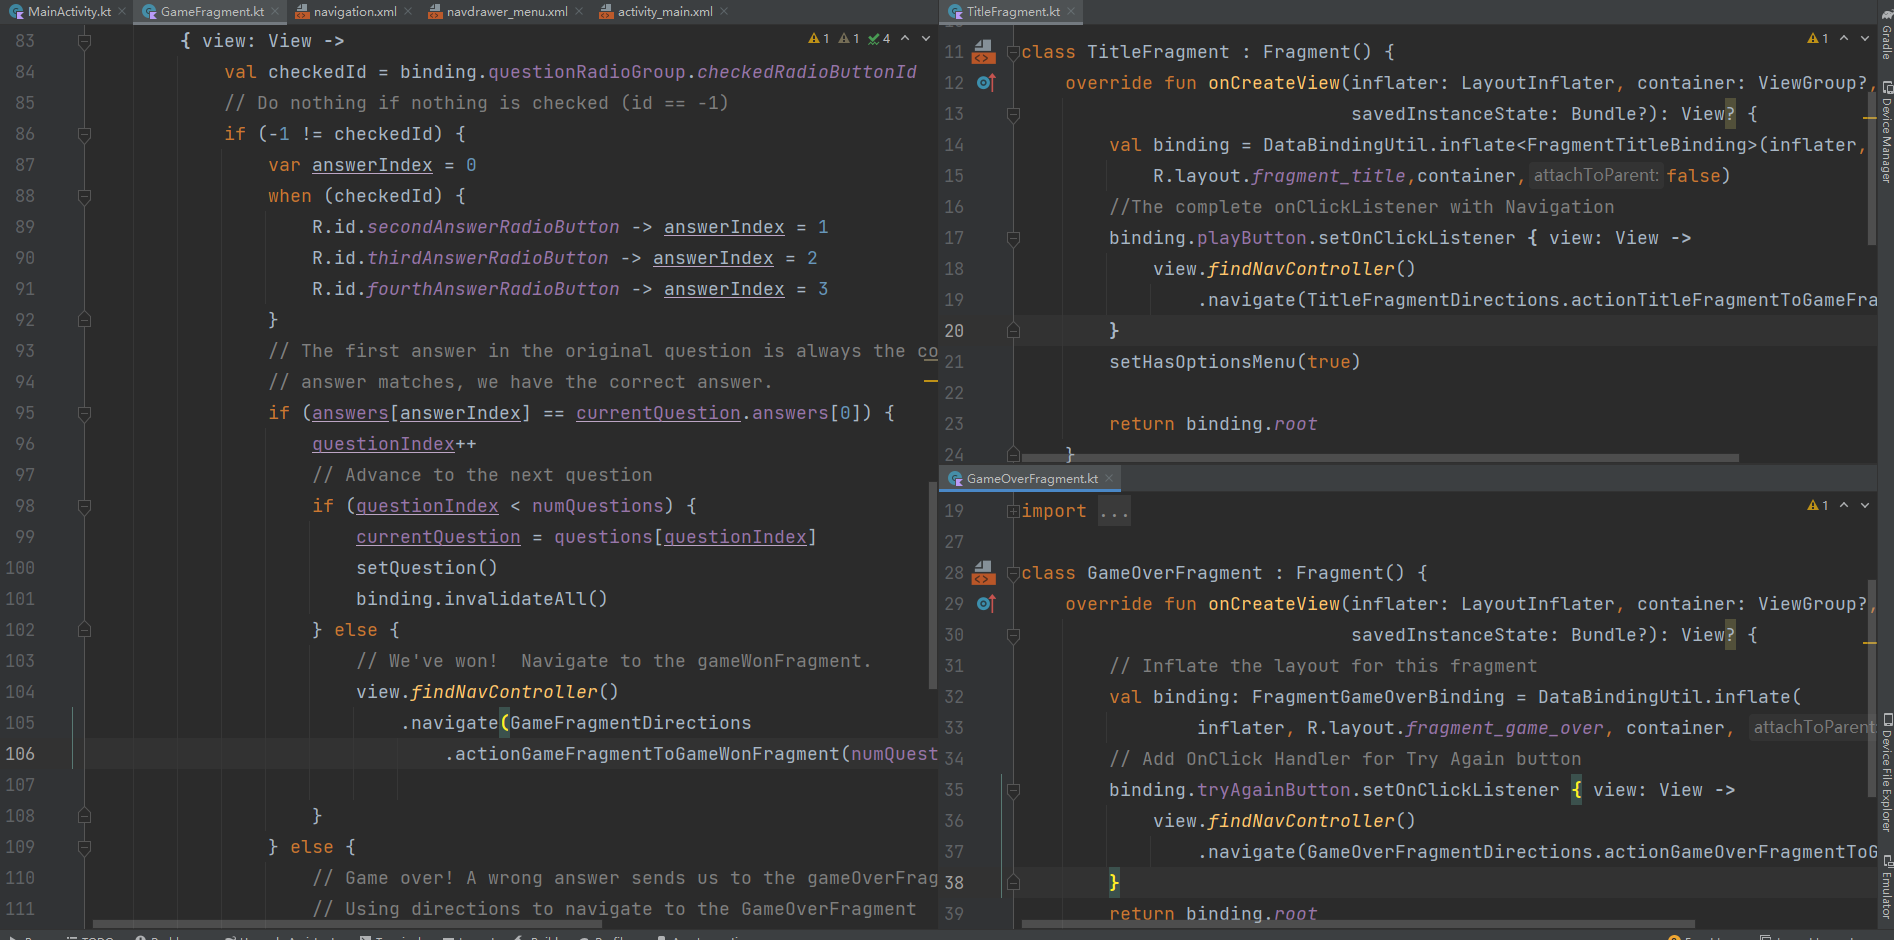 MainActivity.kt
GameFragment.kt
navigation.xml
navdrawer_menu.xml
activity_main.xml
1 1 4
83 { view: View ->
84 val checkedId = binding.questionRadioGroup.checkedRadioButtonId
85 // Do nothing if nothing is checked (id == -1)
86 if (-1 != checkedId) {
87 var answerIndex = 0
88 when (checkedId) {
89 R.id.secondAnswerRadioButton -> answerIndex = 1
90 R.id.thirdAnswerRadioButton -> answerIndex = 2
91 R.id.fourthAnswerRadioButton -> answerIndex = 3
92 }
93 // The first answer in the original question is always the co
94 // answer matches, we have the correct answer.
95 if (answers[answerIndex] == currentQuestion.answers[0]) {
96 questionIndex++
97 // Advance to the next question
98 if (questionIndex < numQuestions) {
99 currentQuestion = questions[questionIndex]
100 setQuestion()
101 binding.invalidateAll()
102 } else {
103 // We've won!  Navigate to the gameWonFragment.
104 view.findNavController()
105 .navigate(GameFragmentDirections
106 .actionGameFragmentToGameWonFragment(numQuest
107
108 }
109 } else {
110 // Game over! A wrong answer sends us to the gameOverFrag
111 // Using directions to navigate to the GameOverFragment
TitleFragment.kt
1
11 class TitleFragment : Fragment() {
12 override fun onCreateView(inflater: LayoutInflater, container: ViewGroup?,
13 savedInstanceState: Bundle?): View? {
14 val binding = DataBindingUtil.inflate<FragmentTitleBinding>(inflater,
15 R.layout.fragment_title,container, attachToParent: false)
16 //The complete onClickListener with Navigation
17 binding.playButton.setOnClickListener { view: View ->
18 view.findNavController()
19 .navigate(TitleFragmentDirections.actionTitleFragmentToGameFra
20 }
21 setHasOptionsMenu(true)
22
23 return binding.root
24 }
GameOverFragment.kt
1
19 import ...
27
28 class GameOverFragment : Fragment() {
29 override fun onCreateView(inflater: LayoutInflater, container: ViewGroup?,
30 savedInstanceState: Bundle?): View? {
31 // Inflate the layout for this fragment
32 val binding: FragmentGameOverBinding = DataBindingUtil.inflate(
33 inflater, R.layout.fragment_game_over, container, attachToParent
34 // Add OnClick Handler for Try Again button
35 binding.tryAgainButton.setOnClickListener { view: View ->
36 view.findNavController()
37 .navigate(GameOverFragmentDirections.actionGameOverFragmentToG
38 }
39 return binding.root
Gradle
Device Manager
Device File Explorer
Emulator